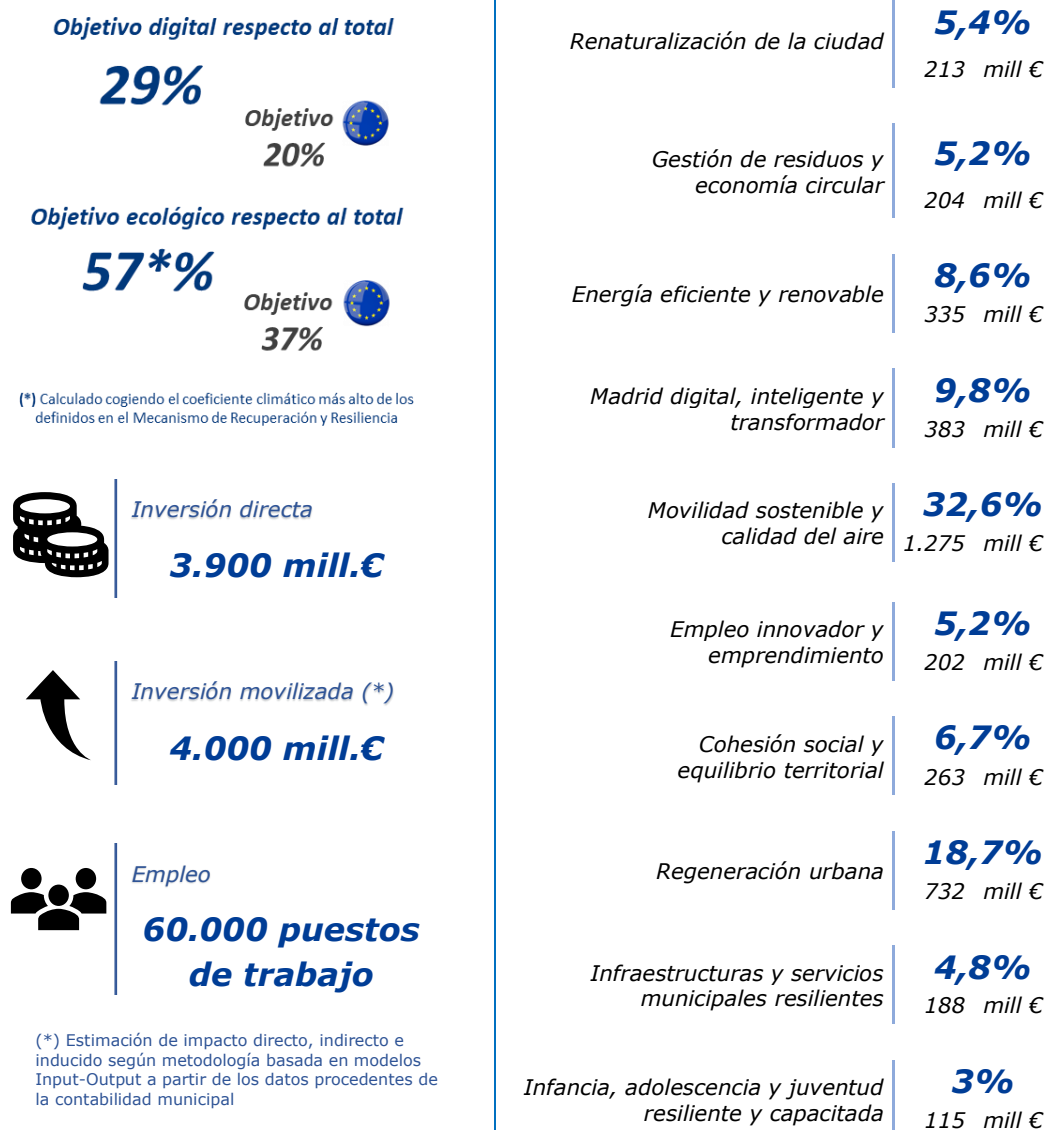 Objetivo digital respecto al total
29%
Objetivo
20%
Objetivo ecológico respecto al total
57*%
Objetivo
37%
(*) Calculado cogiendo el coeficiente climático más alto de los
definidos en el Mecanismo de Recuperación y Resiliencia
Inversión directa
3.900 mill.€
Inversión movilizada (*)
4.000 mill.€
Empleo
60.000 puestos
de trabajo
(*) Estimación de impacto directo, indirecto e
inducido según metodología basada en modelos
Input-Output a partir de los datos procedentes de
la contabilidad municipal
Renaturalización de la ciudad
5,4%
213 mill €
Gestión de residuos y
economía circular
5,2%
204 mill €
Energía eficiente y renovable
8,6%
335 mill €
Madrid digital, inteligente y
transformador
9,8%
383 mill €
Movilidad sostenible y
calidad del aire
32,6%
1.275 mill €
Empleo innovador y
emprendimiento
5,2%
202 mill €
Cohesión social y
equilibrio territorial
6,7%
263 mill €
Regeneración urbana
18,7%
732 mill €
Infraestructuras y servicios
municipales resilientes
4,8%
188 mill €
Infancia, adolescencia y juventud
resiliente y capacitada
3%
115 mill €